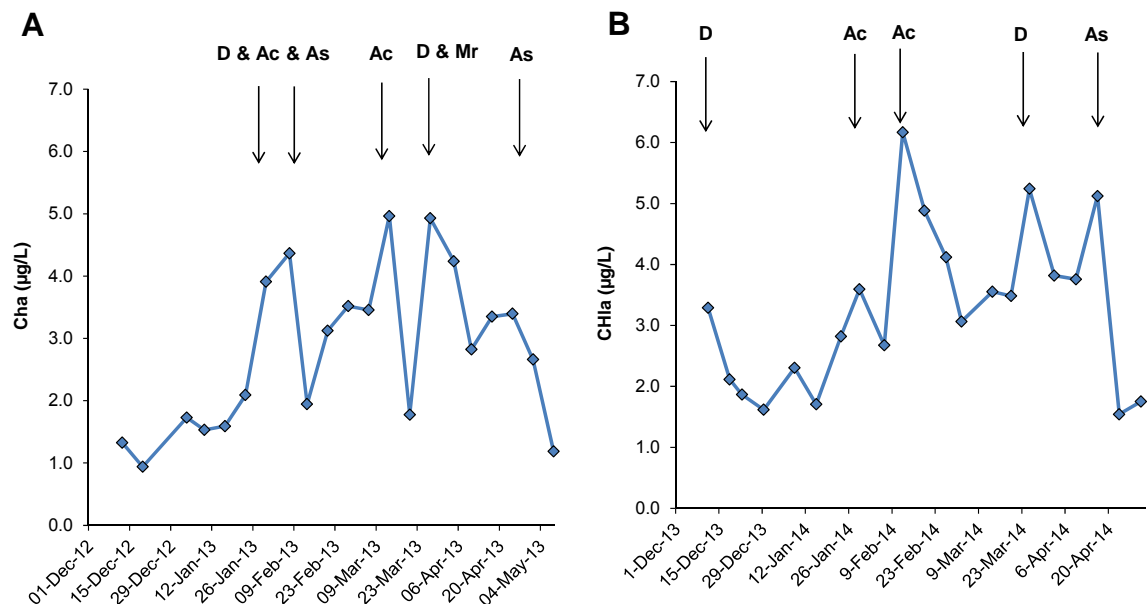 A
D & Ac & As
Ac
D & Mr
As
7.0
6.0
5.0
4.0
3.0
2.0
1.0
0.0
Cha (µg/L)
01-Dec-12
15-Dec-12
29-Dec-12
12-Jan-13
26-Jan-13
09-Feb-13
23-Feb-13
09-Mar-13
23-Mar-13
06-Apr-13
20-Apr-13
04-May-13
B
D
Ac
Ac
D
As
7.0
6.0
5.0
4.0
3.0
2.0
1.0
0.0
CHla (µg/L)
1-Dec-13
15-Dec-13
29-Dec-13
12-Jan-14
26-Jan-14
9-Feb-14
23-Feb-14
9-Mar-14
23-Mar-14
6-Apr-14
20-Apr-14